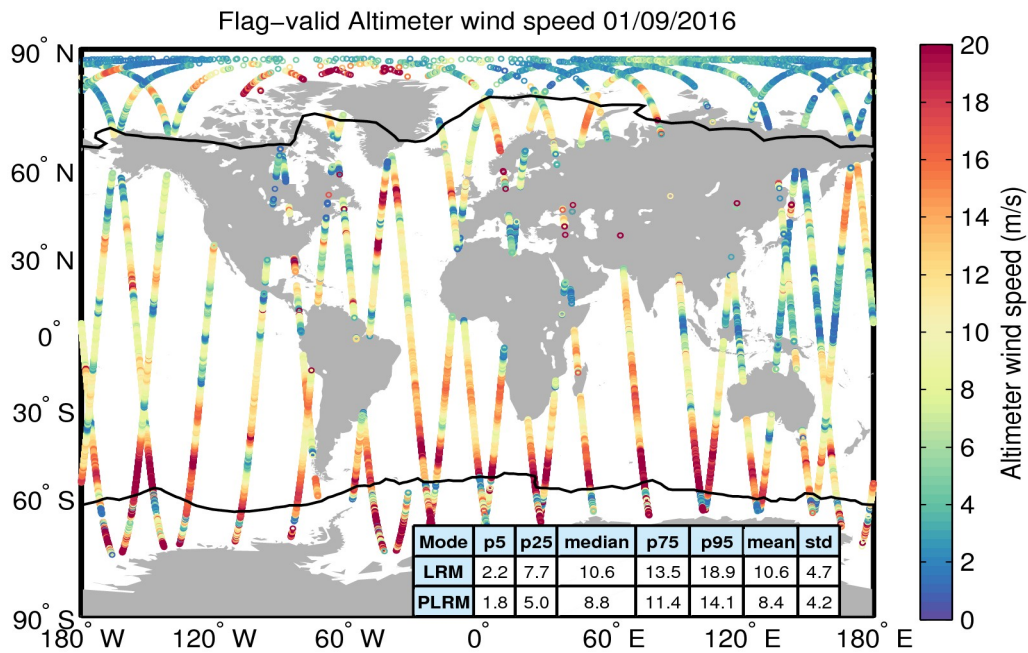 Flag−valid Altimeter wind speed 01/09/2016
90° N
60° N
30° N
0°
30° S
60° S
90° S
180° W
120° W
60° W
0°
60° E
120° E
180° E
Mode p5 p25 median p75 p95 mean std
LRM 2.2 7.7 10.6 13.5 18.9 10.6 4.7
PLRM 1.8 5.0 8.8 11.4 14.1 8.4 4.2
20
18
16
14
12
10
8
6
4
2
0
Altimeter wind speed (m/s)